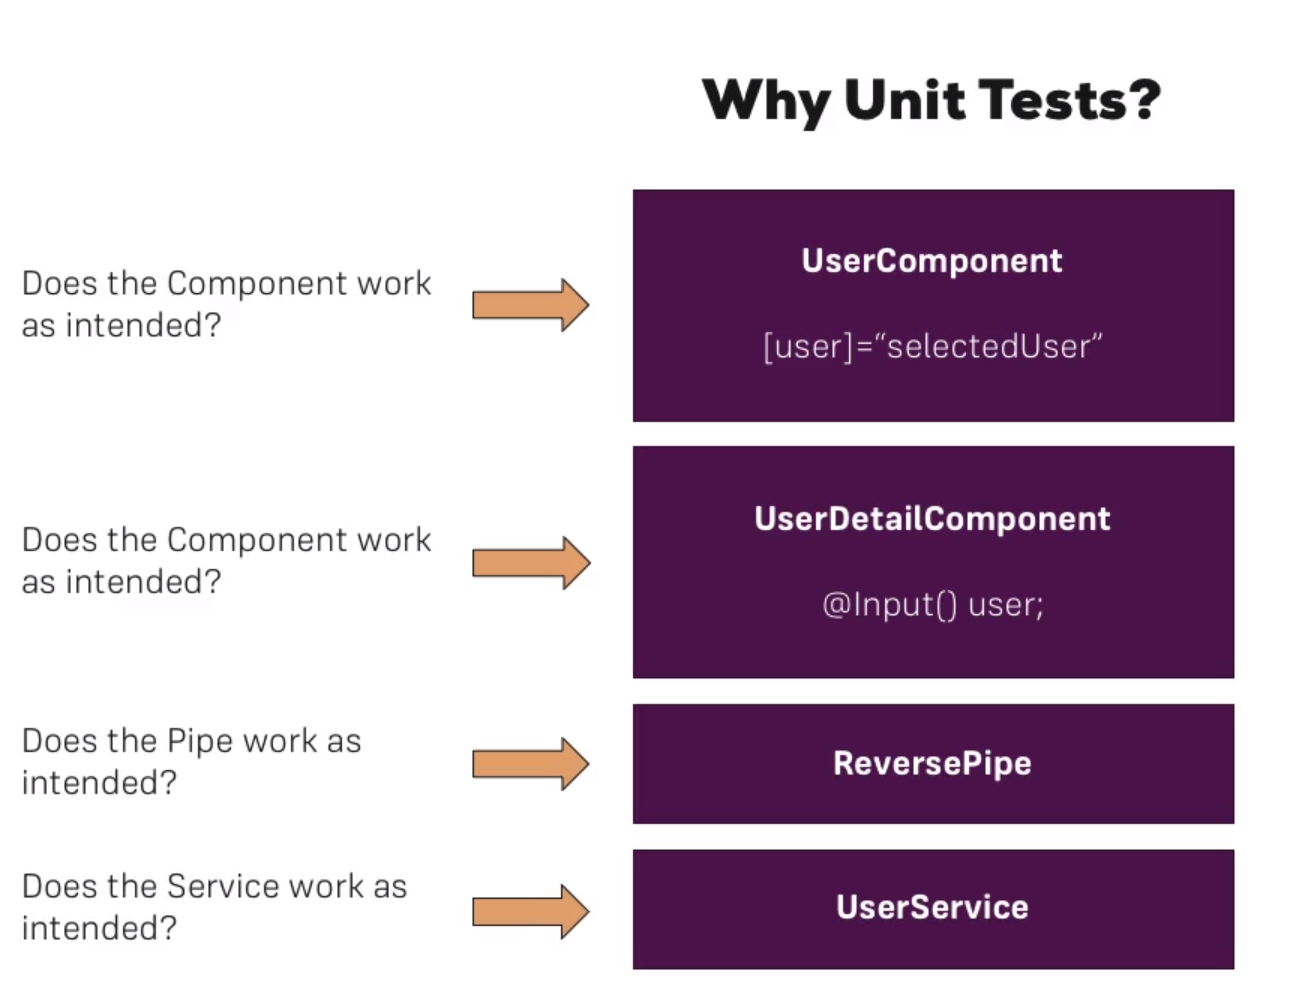 Why Unit Tests?
Does the Component work
as intended?
UserComponent
[user]=“selectedUser”
Does the Component work
as intended?
UserDetailComponent
@Input() user;
Does the Pipe work as
intended?
ReversePipe
Does the Service work as
intended?
UserService